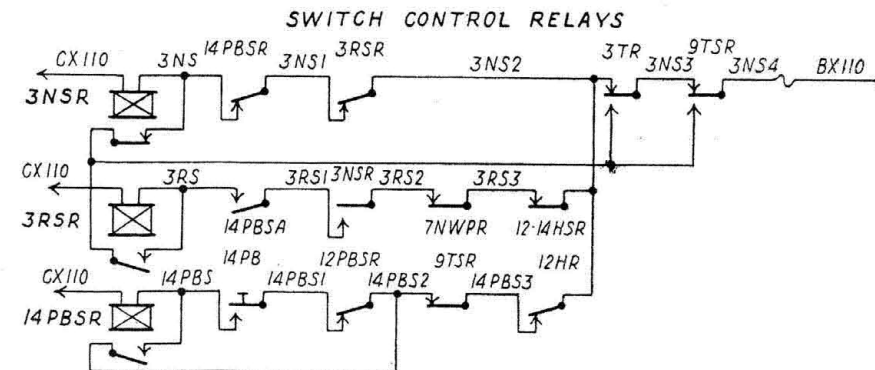 SWITCH CONTROL RELAYS
CX110 3NS 14PBSR 3NS1 3RSR 3NS2 3TR 3NS3 9TSR 3NS4 BX110
3NSR
CX110 3RS 3RS1 3NSR 3RS2 3RS3
3RSR 14PBSA 7NWPR 12-14HSR
CX110 14PBS 14PB 14PBS1 12PBSR 14PBS2 9TSR 14PBS3 12HR
14PBSR